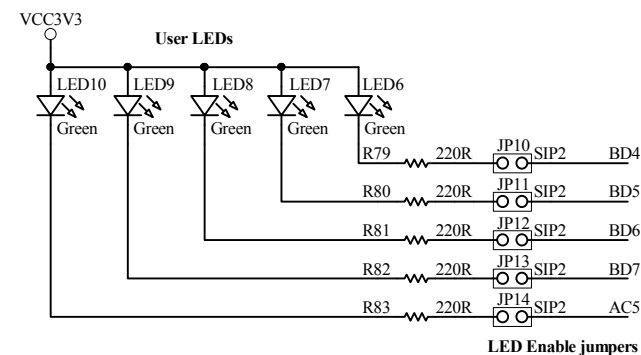 VCC3V3
User LEDs
LED10 LED9 LED8 LED7 LED6
Green Green Green Green Green
R79 220R JP10 SIP2 BD4
R80 220R JP11 SIP2 BD5
R81 220R JP12 SIP2 BD6
R82 220R JP13 SIP2 BD7
R83 220R JP14 SIP2 AC5
LED Enable jumpers